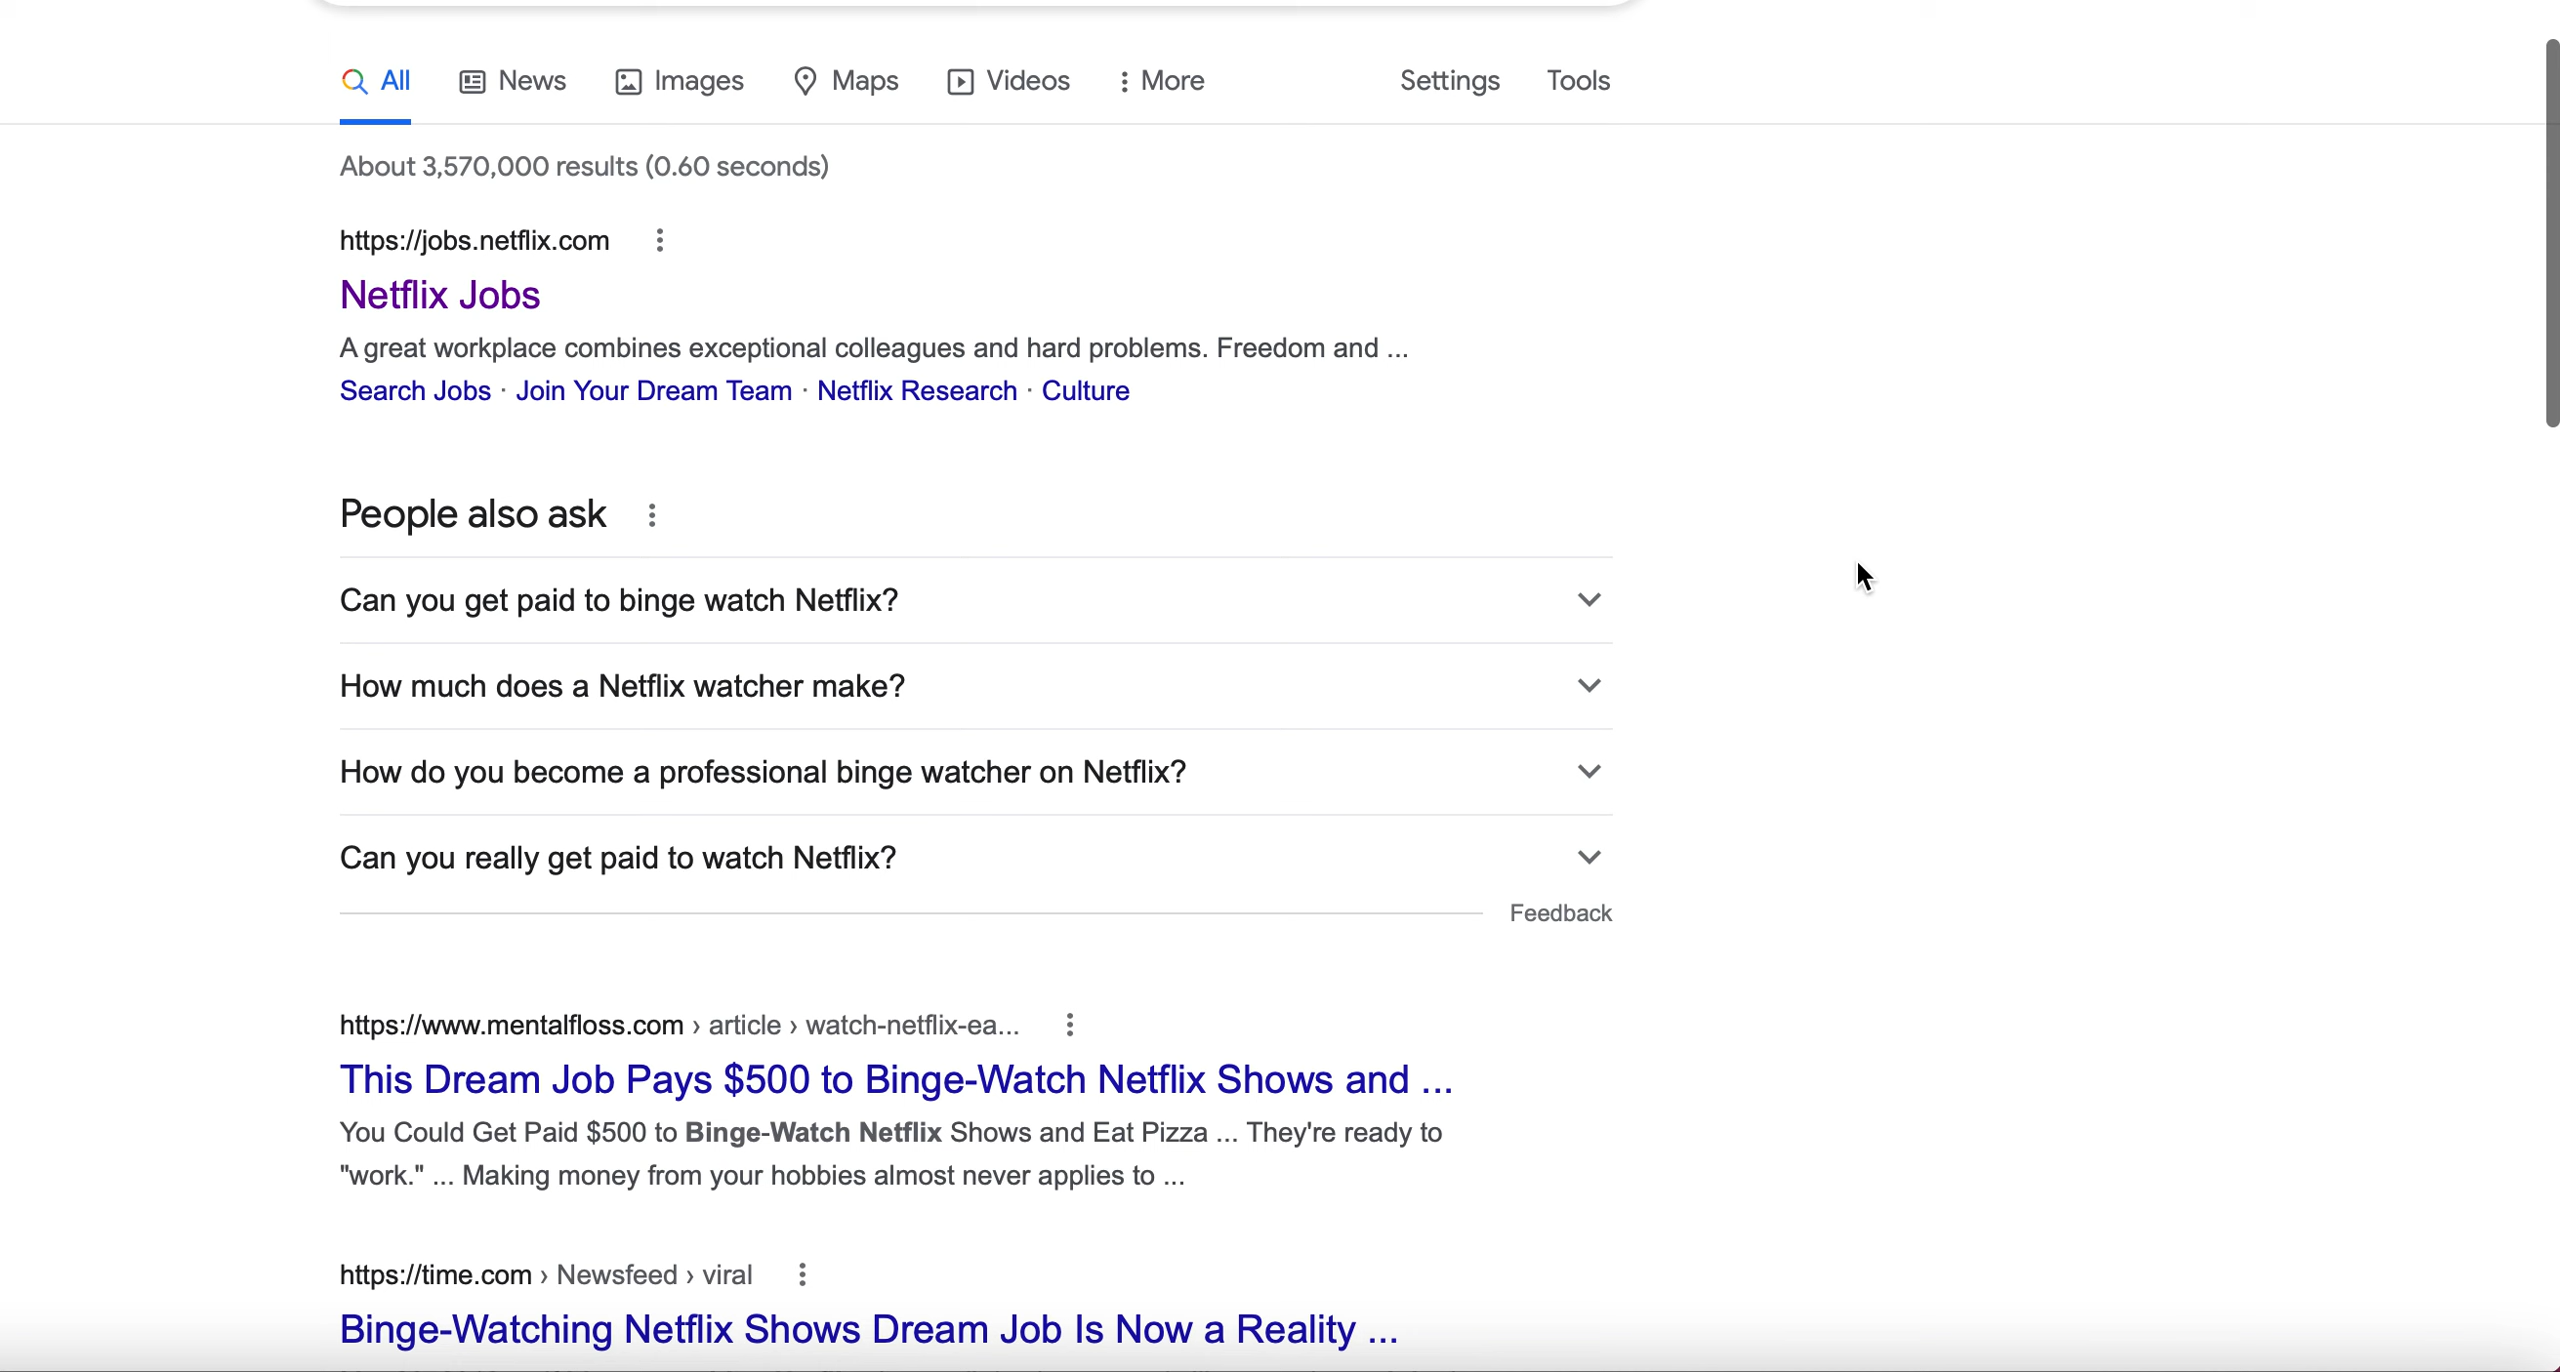 All News Images Maps Videos More Settings Tools
About 3,570,000 results (0.60 seconds)
https://jobs.netflix.com
Netflix Jobs
A great workplace combines exceptional colleagues and hard problems. Freedom and ...
Search Jobs · Join Your Dream Team · Netflix Research · Culture
People also ask
Can you get paid to binge watch Netflix?
How much does a Netflix watcher make?
How do you become a professional binge watcher on Netflix?
Can you really get paid to watch Netflix?
Feedback
https://www.mentalfloss.com › article › watch-netflix-ea...
This Dream Job Pays $500 to Binge-Watch Netflix Shows and ...
You Could Get Paid $500 to Binge-Watch Netflix Shows and Eat Pizza ... They're ready to
"work." ... Making money from your hobbies almost never applies to ...
https://time.com › Newsfeed › viral
Binge-Watching Netflix Shows Dream Job Is Now a Reality ...